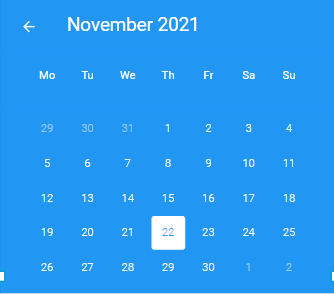 November 2021
Mo Tu We Th Fr Sa Su
29 30 31 1 2 3 4
5 6 7 8 9 10 11
12 13 14 15 16 17 18
19 20 21 22 23 24 25
26 27 28 29 30 1 2